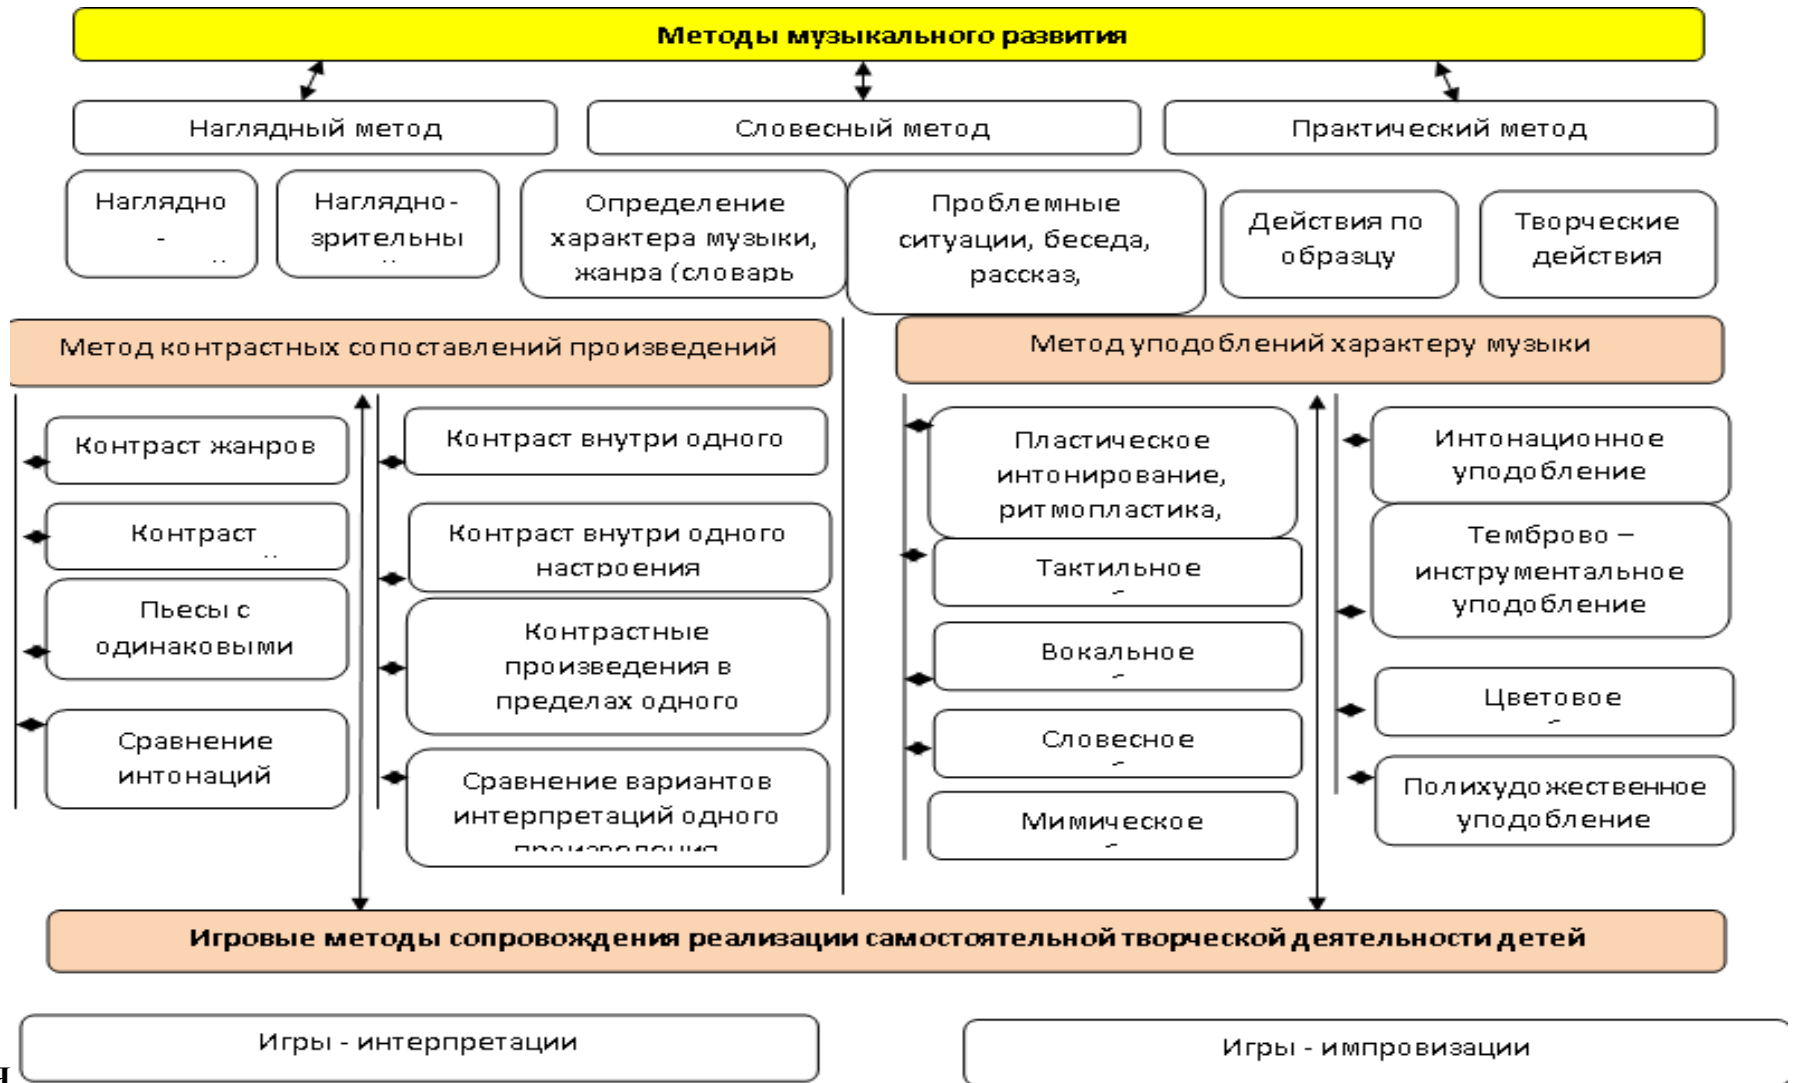 Методы музыкального развития
Наглядный метод
Словесный метод
Практический метод
Наглядно
-
Наглядно-
зрительны
Определение
характера музыки,
жанра (словарь
Проблемные
ситуации, беседа,
рассказ,
Действия по
образцу
Творческие
действия
Метод контрастных сопоставлений произведений
Метод уподоблений характеру музыки
Контраст жанров
Контраст
Пьесы с
одинаковыми
Сравнение
интонаций
Контраст внутри одного
Контраст внутри одного
настроения
Контрастные
произведения в
пределах одного
Сравнение вариантов
интерпретаций одного
произведения
Пластическое
интонирование,
ритмопластика,
Тактильное
Вокальное
Словесное
Мимическое
Интонационное
уподобление
Темброво –
инструментальное
уподобление
Цветовое
Полихудожественное
уподобление
Игровые методы сопровождения реализации самостоятельной творческой деятельности детей
Игры - интерпретации
Игры - импровизации